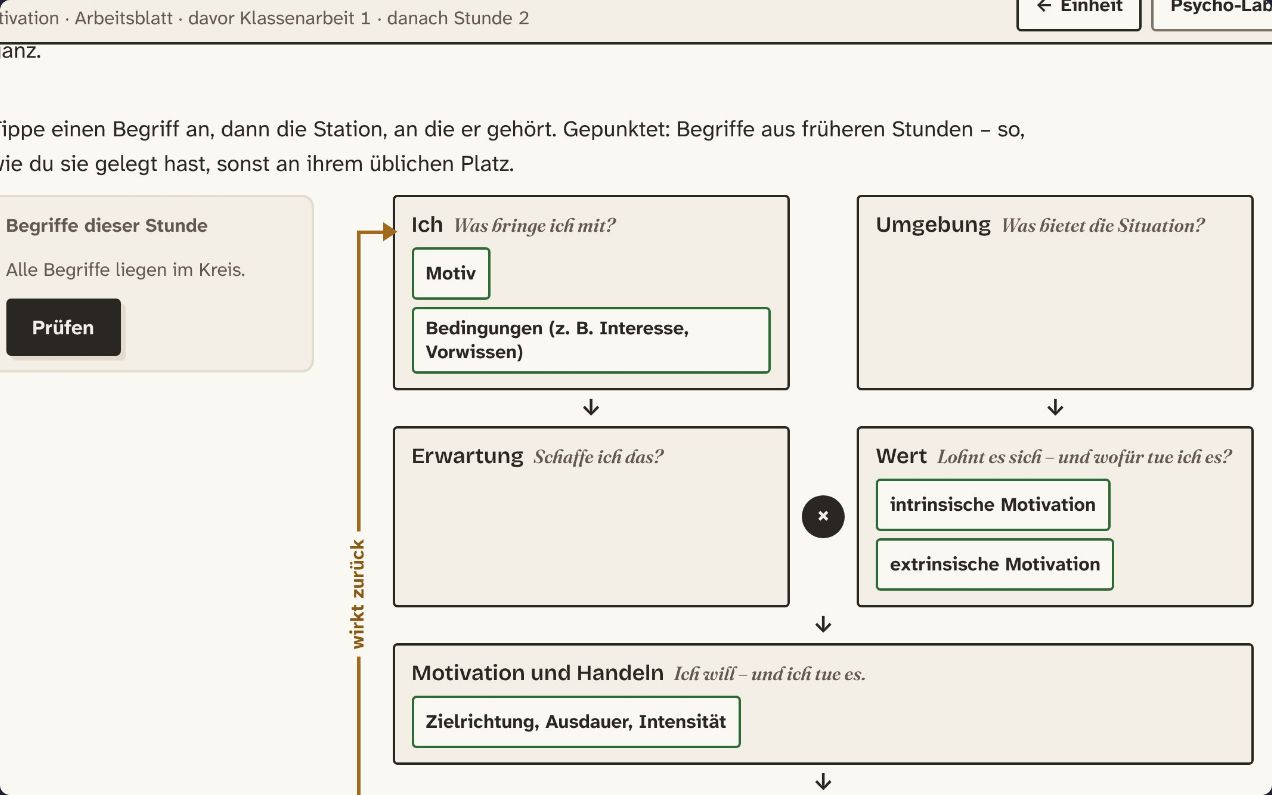 tivation · Arbeitsblatt · davor Klassenarbeit 1 · danach Stunde 2
← Einheit
Psycho-Lab
ganz.
Tippe einen Begriff an, dann die Station, an die er gehört. Gepunktet: Begriffe aus früheren Stunden – so,
wie du sie gelegt hast, sonst an ihrem üblichen Platz.
Begriffe dieser Stunde
Alle Begriffe liegen im Kreis.
Prüfen
wirkt zurück
Ich Was bringe ich mit?
Motiv
Bedingungen (z. B. Interesse,
Vorwissen)
↓
Umgebung Was bietet die Situation?
↓
Erwartung Schaffe ich das?
×
Wert Lohnt es sich – und wofür tue ich es?
intrinsische Motivation
extrinsische Motivation
↓
Motivation und Handeln Ich will – und ich tue es.
Zielrichtung, Ausdauer, Intensität
↓